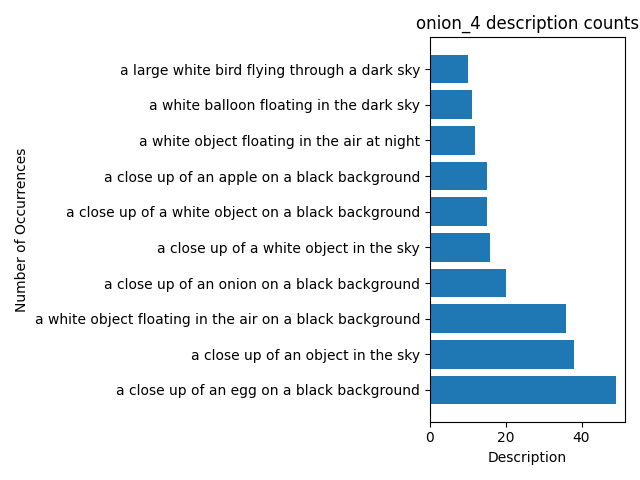 onion_4 description counts
a large white bird flying through a dark sky
a white balloon floating in the dark sky
a white object floating in the air at night
a close up of an apple on a black background
a close up of a white object on a black background
a close up of a white object in the sky
a close up of an onion on a black background
a white object floating in the air on a black background
a close up of an object in the sky
a close up of an egg on a black background
Number of Occurrences
0 20 40
Description